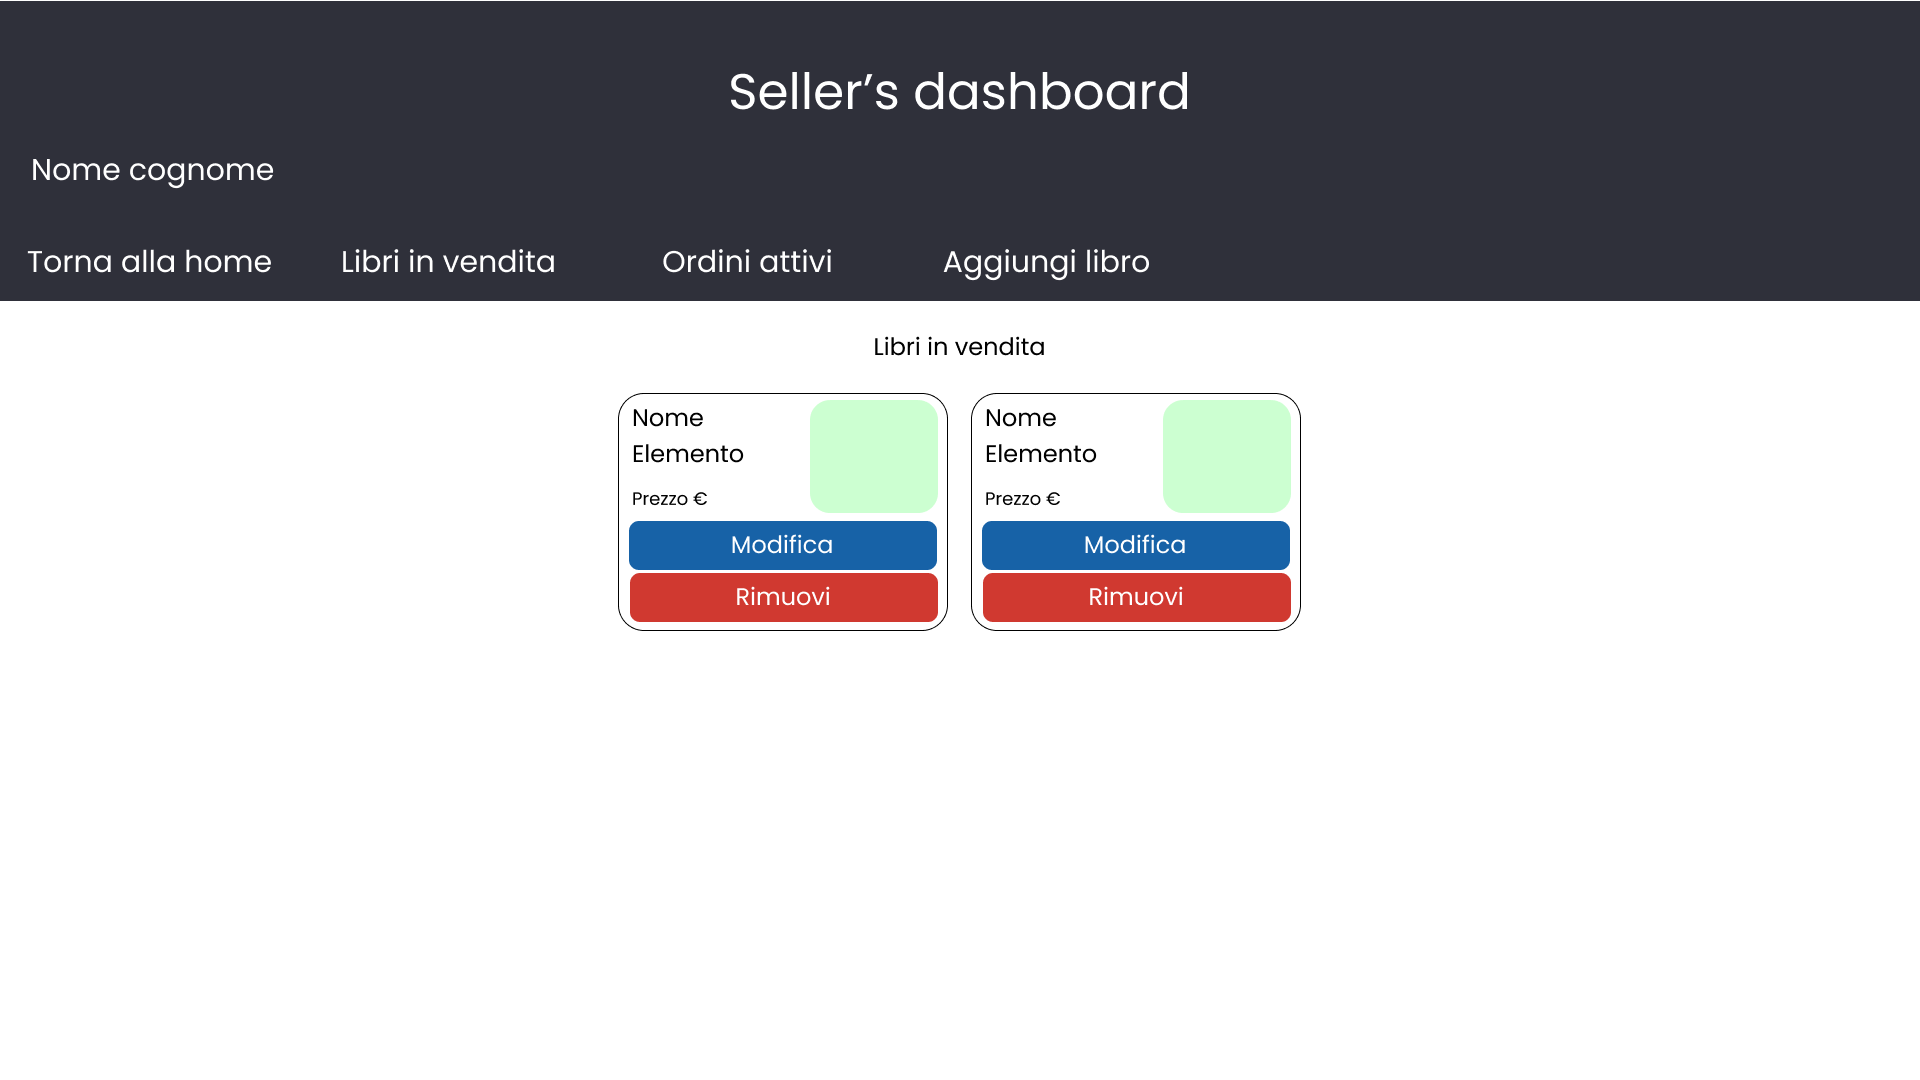 Seller’s dashboard
Nome cognome
Torna alla home
Libri in vendita
Ordini attivi
Aggiungi libro
Libri in vendita
Nome
Elemento
Prezzo €
Modifica
Rimuovi
Nome
Elemento
Prezzo €
Modifica
Rimuovi